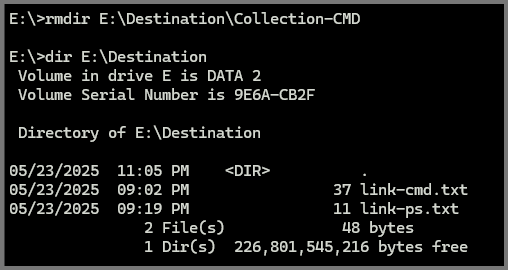 E:\>rmdir E:\Destination\Collection-CMD

E:\>dir E:\Destination
 Volume in drive E is DATA 2
 Volume Serial Number is 9E6A-CB2F

 Directory of E:\Destination

05/23/2025  11:05 PM    <DIR>          .
05/23/2025  09:02 PM                37 link-cmd.txt
05/23/2025  09:19 PM                11 link-ps.txt
               2 File(s)             48 bytes
               1 Dir(s)  226,801,545,216 bytes free